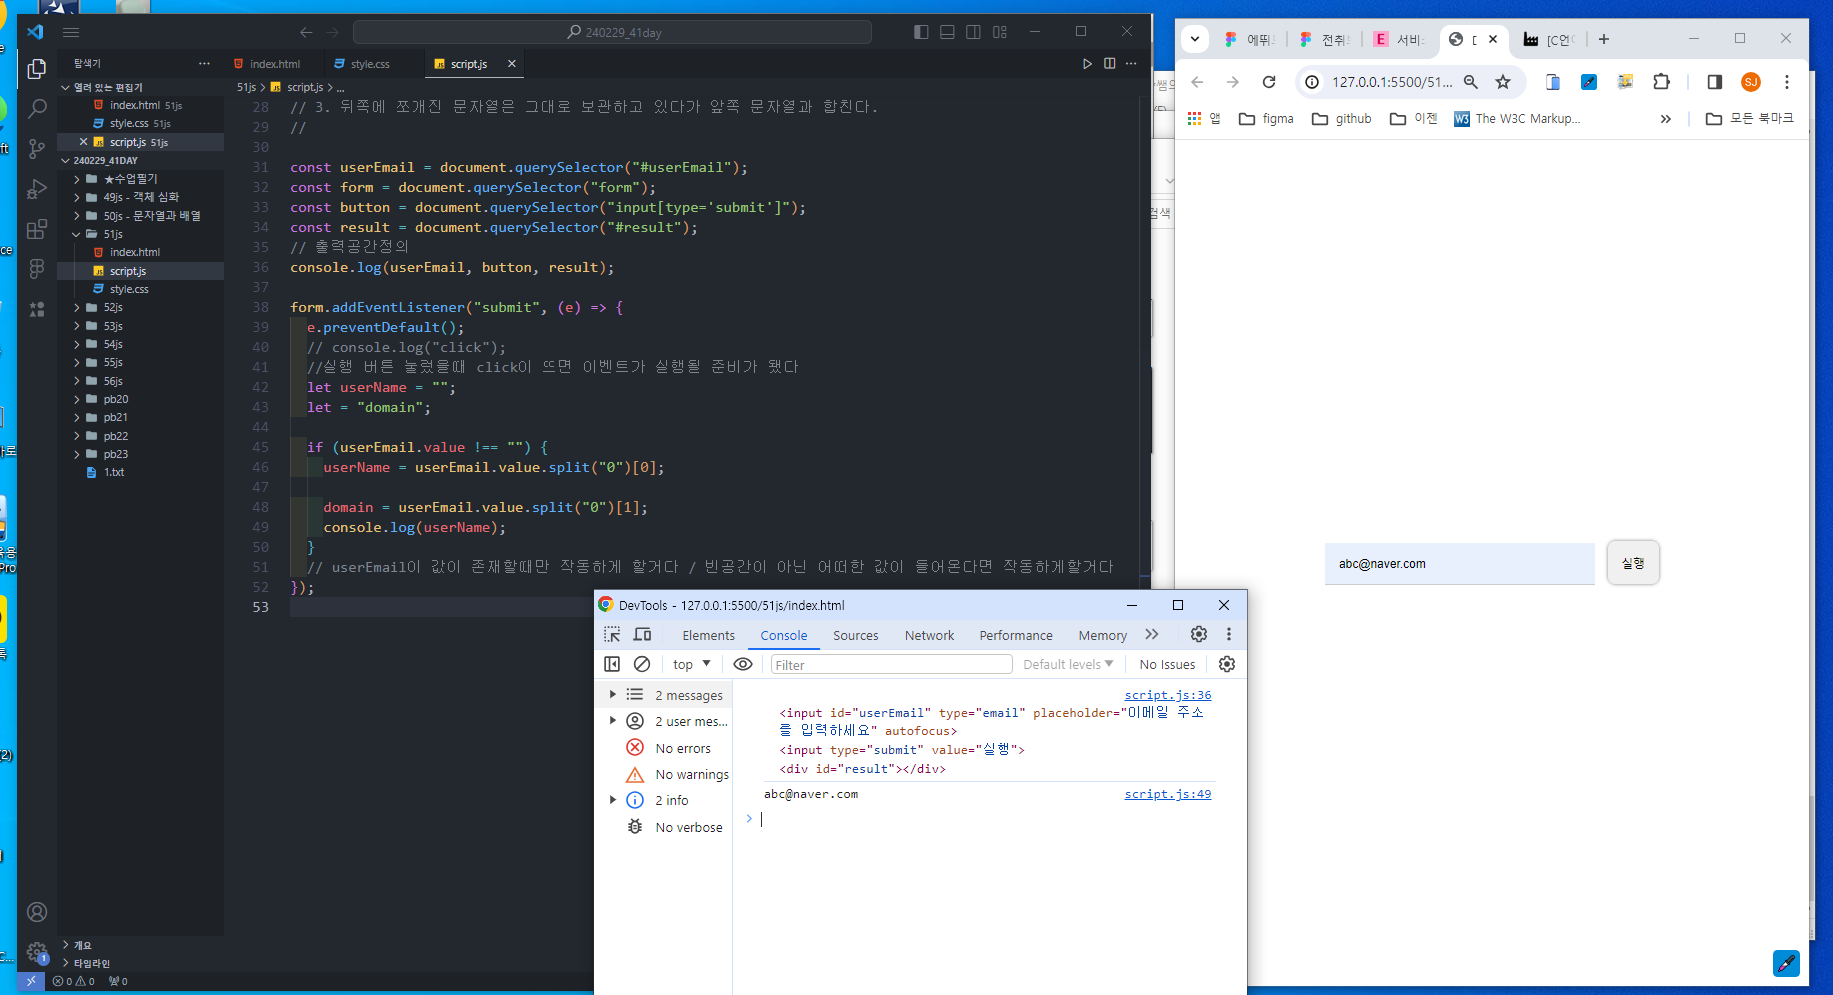 240229_41day
탐색기
열려 있는 편집기
index.html 51js
style.css 51js
script.js 51js
240229_41DAY
★수업필기
49js - 객체 심화
50js - 문자열과 배열
51js
index.html
script.js
style.css
52js
53js
54js
55js
56js
pb20
pb21
pb22
pb23
1.txt
개요
타임라인
0 0 0
index.html
style.css
script.js
51js > script.js > ...
28 // 3. 뒤쪽에 쪼개진 문자열은 그대로 보관하고 있다가 앞쪽 문자열과 합친다.
29 //
30
31 const userEmail = document.querySelector("#userEmail");
32 const form = document.querySelector("form");
33 const button = document.querySelector("input[type='submit']");
34 const result = document.querySelector("#result");
35 // 출력공간정의
36 console.log(userEmail, button, result);
37
38 form.addEventListener("submit", (e) => {
39 e.preventDefault();
40 // console.log("click");
41 //실행 버튼 눌렀을때 click이 뜨면 이벤트가 실행될 준비가 됐다
42 let userName = "";
43 let = "domain";
44
45 if (userEmail.value !== "") {
46 userName = userEmail.value.split("0")[0];
47
48 domain = userEmail.value.split("0")[1];
49 console.log(userName);
50 }
51 // userEmail이 값이 존재할때만 작동하게 할거다 / 빈공간이 아닌 어떠한 값이 들어온다면 작동하게할거다
52 });
53
DevTools - 127.0.0.1:5500/51js/index.html
Elements Console Sources Network Performance Memory
top Filter Default levels No Issues
2 messages
2 user mes...
No errors
No warnings
2 info
No verbose
script.js:36
<input id="userEmail" type="email" placeholder="이메일 주소
를 입력하세요" autofocus>
<input type="submit" value="실행">
<div id="result"></div>
abc@naver.com script.js:49
에뛰
전취
서비
[C언어
127.0.0.1:5500/51...
SJ
앱 figma github 이젠 The W3C Markup... 모든 북마크
검색
abc@naver.com 실행